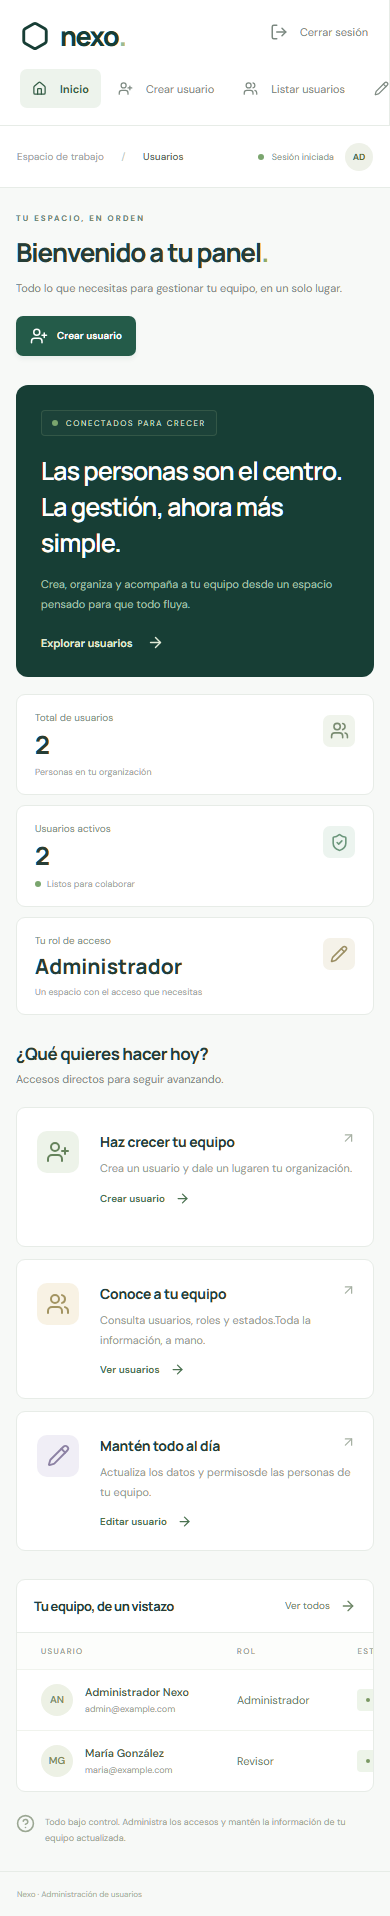 nexo.
Cerrar sesión
Inicio
Crear usuario
Listar usuarios
Espacio de trabajo / Usuarios
Sesión iniciada
AD
TU ESPACIO, EN ORDEN
Bienvenido a tu panel.
Todo lo que necesitas para gestionar tu equipo, en un solo lugar.
Crear usuario
CONECTADOS PARA CRECER
Las personas son el centro.
La gestión, ahora más
simple.
Crea, organiza y acompaña a tu equipo desde un espacio
pensado para que todo fluya.
Explorar usuarios
Total de usuarios
2
Personas en tu organización
Usuarios activos
2
Listos para colaborar
Tu rol de acceso
Administrador
Un espacio con el acceso que necesitas
¿Qué quieres hacer hoy?
Accesos directos para seguir avanzando.
Haz crecer tu equipo
Crea un usuario y dale un lugaren tu organización.
Crear usuario
Conoce a tu equipo
Consulta usuarios, roles y estados.Toda la
información, a mano.
Ver usuarios
Mantén todo al día
Actualiza los datos y permisosde las personas de
tu equipo.
Editar usuario
Tu equipo, de un vistazo
Ver todos
USUARIO ROL EST
AN
Administrador Nexo
admin@example.com
Administrador
MG
María González
maria@example.com
Revisor
Todo bajo control. Administra los accesos y mantén la información de tu
equipo actualizada.
Nexo · Administración de usuarios